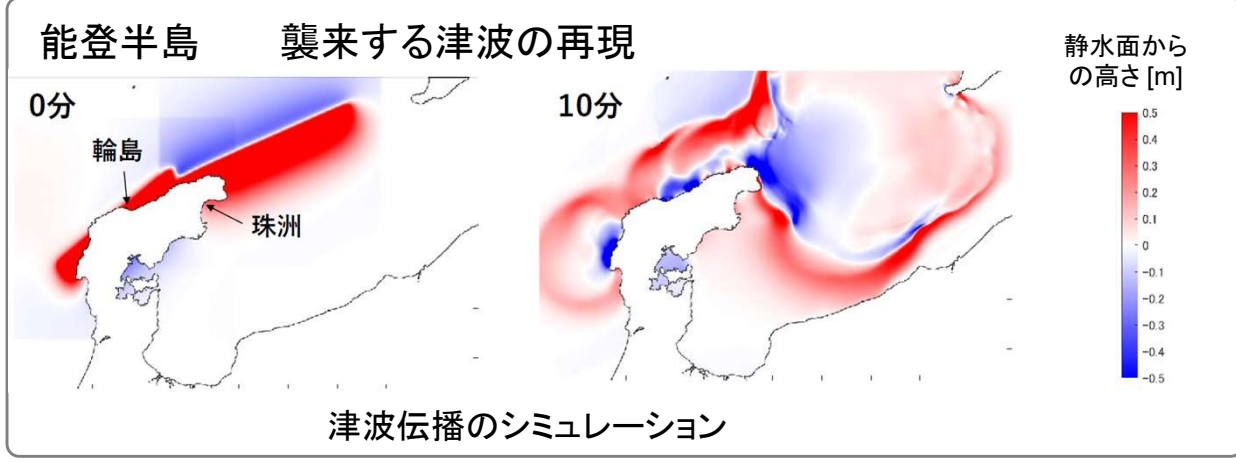 能登半島　　襲来する津波の再現
静水面から
の高さ [m]
0分
10分
輪島
珠洲
0.5
0.4
0.3
0.2
0.1
0
−0.1
−0.2
−0.3
−0.4
−0.5
津波伝播のシミュレーション